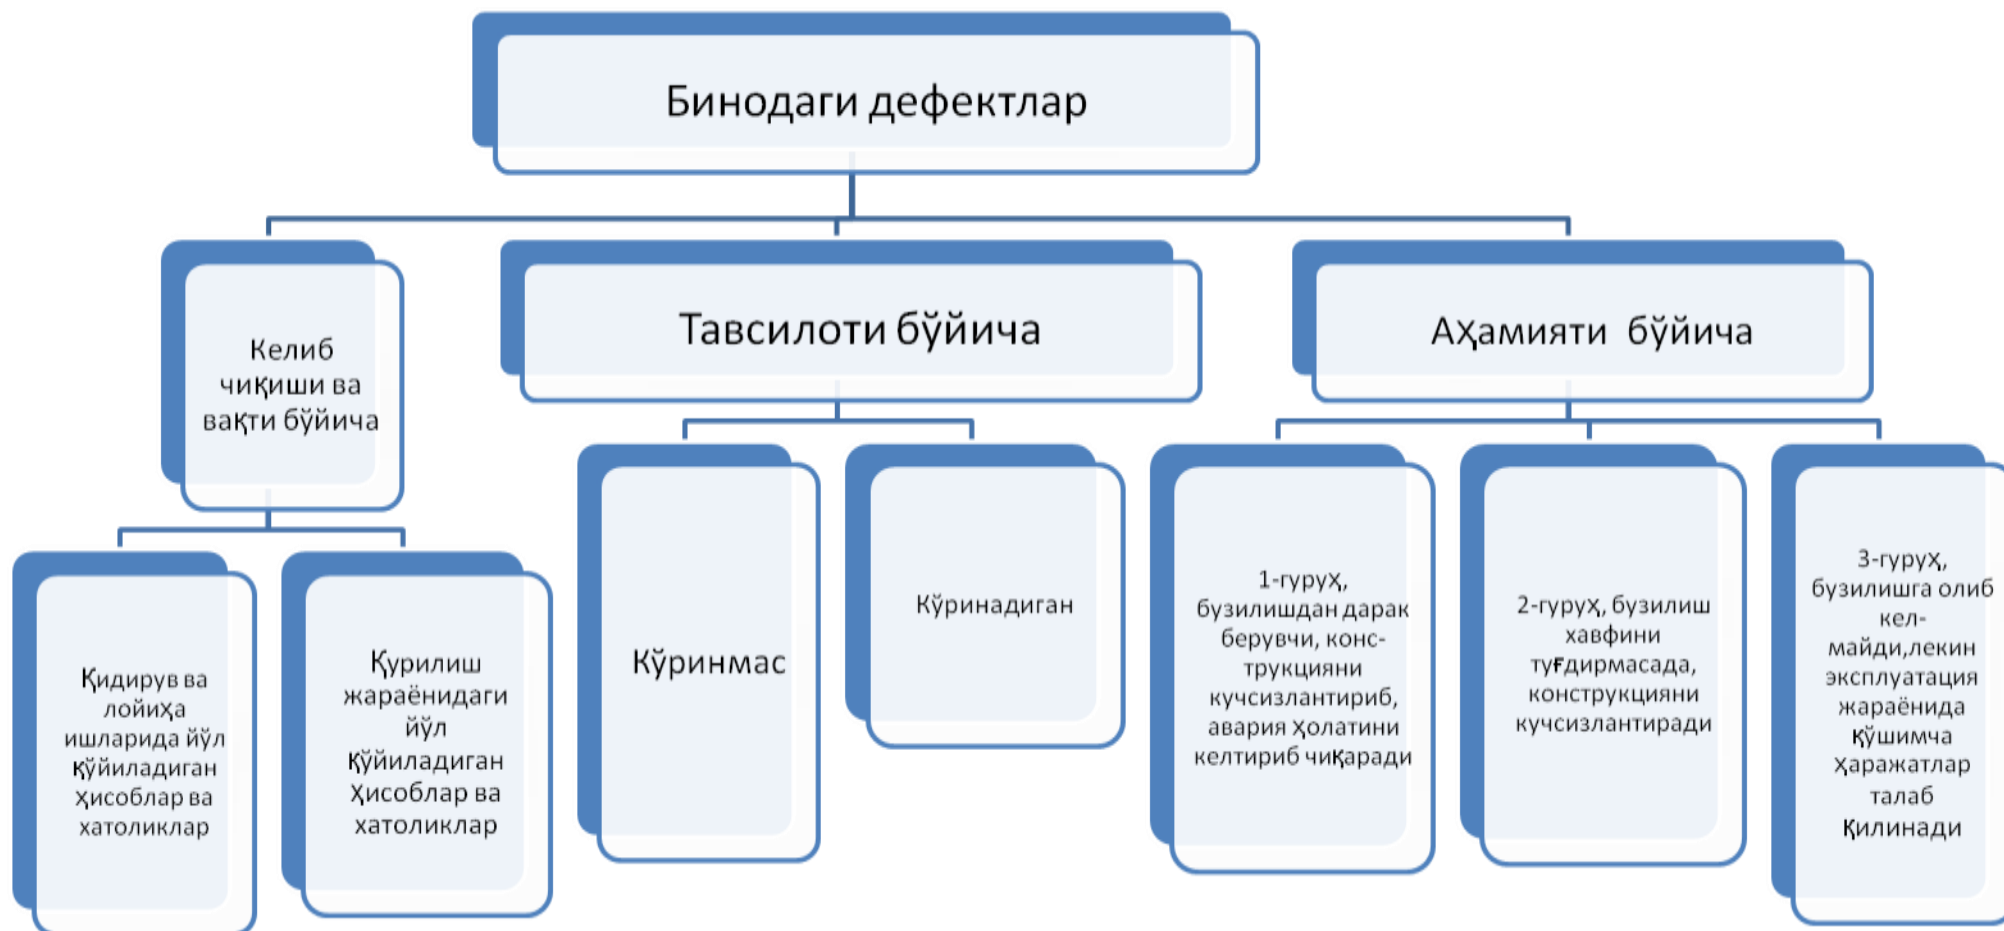 Бинодаги дефектлар
Келиб
чиқиши ва
вақти бўйича
Тавсилоти бўйича
Аҳамияти бўйича
Қидирув ва
лойиҳа
ишларида йўл
қўйиладиган
ҳисоблар ва
хатоликлар
Қурилиш
жараёнидаги
йўл
қўйиладиган
ҳисоблар ва
хатоликлар
Кўринмас
Кўринадиган
1-гуруҳ,
бузилишдан дарак
берувчи, конс-
трукцияни
кучсизлантириб,
авария ҳолатини
келтириб чиқаради
2-гуруҳ, бузилиш
хавфини
туғдирмасада,
конструкцияни
кучсизлантиради
3-гуруҳ,
бузилишга олиб
кел-
майди,лекин
эксплуатация
жараёнида
қўшимча
ҳаражатлар
талаб
қилинади